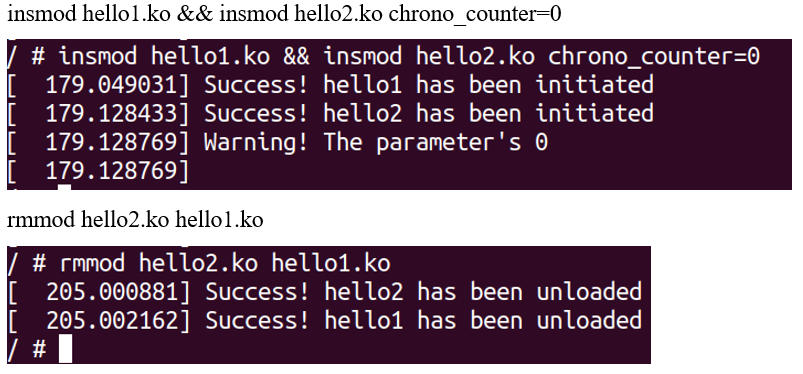 insmod hello1.ko && insmod hello2.ko chrono_counter=0
/ # insmod hello1.ko && insmod hello2.ko chrono_counter=0
[  179.049031] Success! hello1 has been initiated
[  179.128433] Success! hello2 has been initiated
[  179.128769] Warning! The parameter's 0
[  179.128769]
rmmod hello2.ko hello1.ko
/ # rmmod hello2.ko hello1.ko
[  205.000881] Success! hello2 has been unloaded
[  205.002162] Success! hello1 has been unloaded
/ #